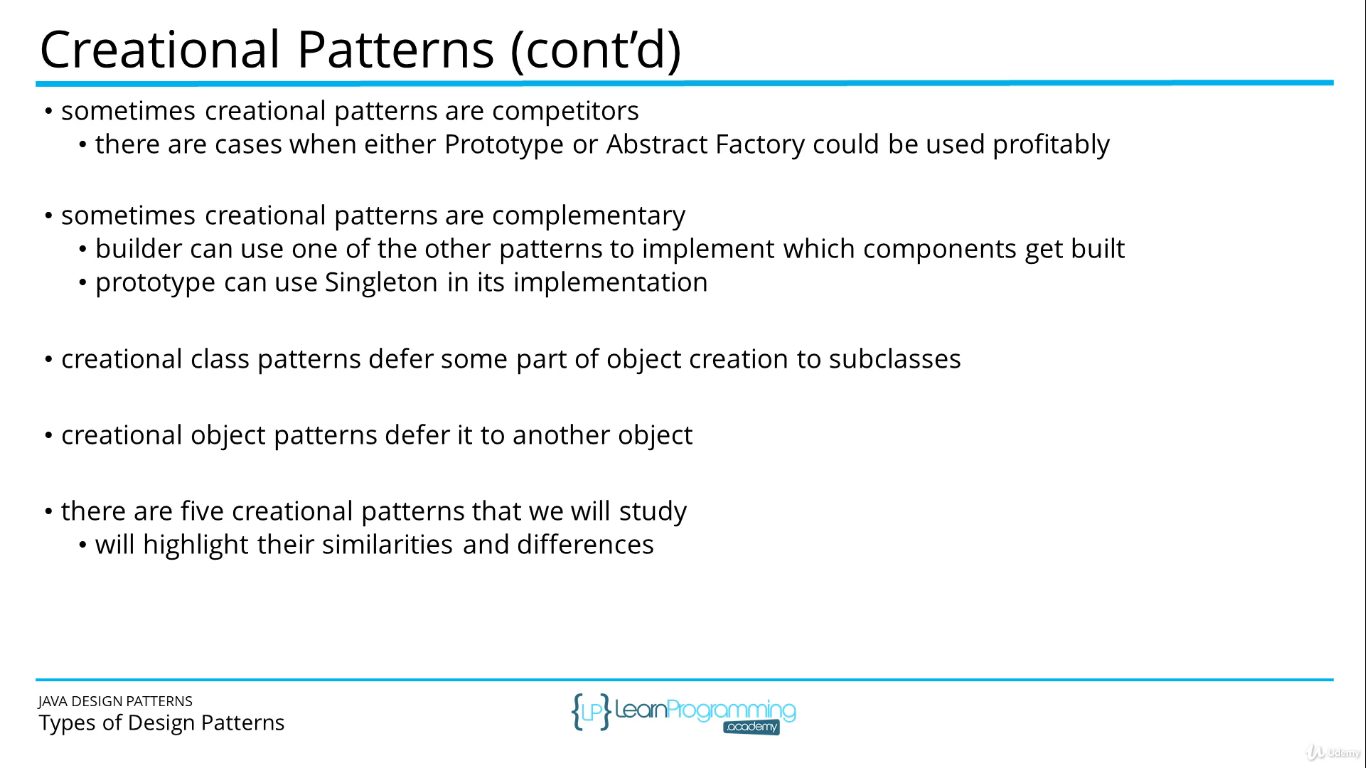 Creational Patterns (cont’d)
• sometimes creational patterns are competitors
• there are cases when either Prototype or Abstract Factory could be used profitably
• sometimes creational patterns are complementary
• builder can use one of the other patterns to implement which components get built
• prototype can use Singleton in its implementation
• creational class patterns defer some part of object creation to subclasses
• creational object patterns defer it to another object
• there are five creational patterns that we will study
• will highlight their similarities and differences
JAVA DESIGN PATTERNS
Types of Design Patterns
{LP} LearnProgramming
.academy
Udemy